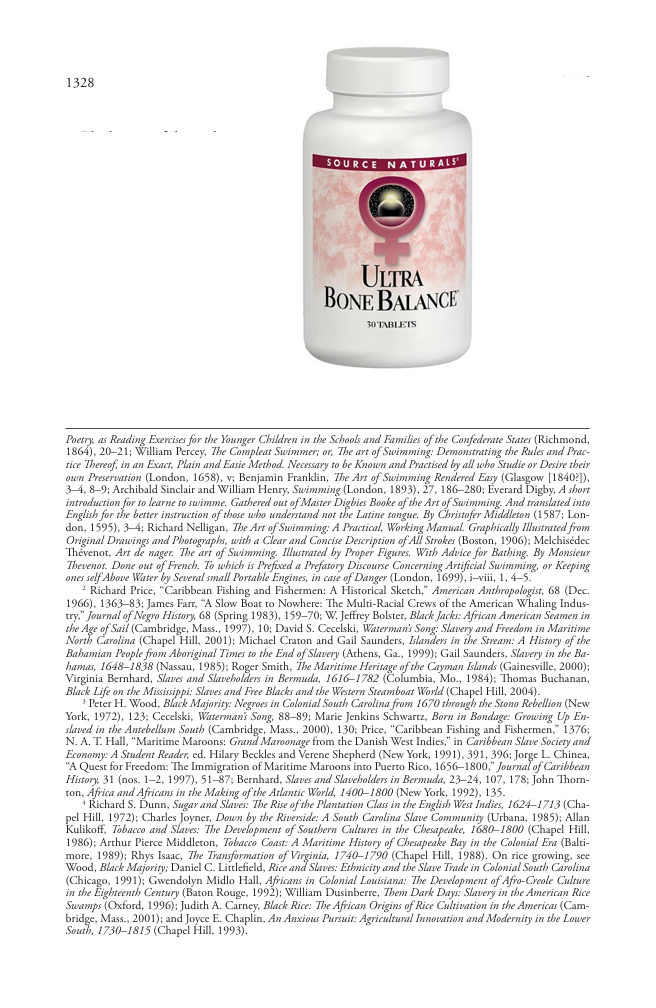 1328
SOURCE NATURALS®
ULTRA
BONE BALANCE®
30 TABLETS
Poetry, as Reading Exercises for the Younger Children in the Schools and Families of the Confederate States (Richmond,
1864), 20–21; William Percey, The Compleat Swimmer; or, The art of Swimming: Demonstrating the Rules and Prac-
tice Thereof, in an Exact, Plain and Easie Method. Necessary to be Known and Practised by all who Studie or Desire their
own Preservation (London, 1658), v; Benjamin Franklin, The Art of Swimming Rendered Easy (Glasgow [1840?]),
3–4, 8–9; Archibald Sinclair and William Henry, Swimming (London, 1893), 27, 186–280; Everard Digby, A short
introduction for to learne to swimme. Gathered out of Master Digbies Booke of the Art of Swimming. And translated into
English for the better instruction of those who understand not the Latine tongue. By Christofer Middleton (1587; Lon-
don, 1595), 3–4; Richard Nelligan, The Art of Swimming: A Practical, Working Manual. Graphically Illustrated from
Original Drawings and Photographs, with a Clear and Concise Description of All Strokes (Boston, 1906); Melchisédec
Thévenot, Art de nager. The art of Swimming. Illustrated by Proper Figures. With Advice for Bathing. By Monsieur
Thevenot. Done out of French. To which is Prefixed a Prefatory Discourse Concerning Artificial Swimming, or Keeping
ones self Above Water by Several small Portable Engines, in case of Danger (London, 1699), i–viii, 1, 4–5.
2 Richard Price, “Caribbean Fishing and Fishermen: A Historical Sketch,” American Anthropologist, 68 (Dec.
1966), 1363–83; James Farr, “A Slow Boat to Nowhere: The Multi-Racial Crews of the American Whaling Indus-
try,” Journal of Negro History, 68 (Spring 1983), 159–70; W. Jeffrey Bolster, Black Jacks: African American Seamen in
the Age of Sail (Cambridge, Mass., 1997), 10; David S. Cecelski, Waterman’s Song: Slavery and Freedom in Maritime
North Carolina (Chapel Hill, 2001); Michael Craton and Gail Saunders, Islanders in the Stream: A History of the
Bahamian People from Aboriginal Times to the End of Slavery (Athens, Ga., 1999); Gail Saunders, Slavery in the Ba-
hamas, 1648–1838 (Nassau, 1985); Roger Smith, The Maritime Heritage of the Cayman Islands (Gainesville, 2000);
Virginia Bernhard, Slaves and Slaveholders in Bermuda, 1616–1782 (Columbia, Mo., 1984); Thomas Buchanan,
Black Life on the Mississippi: Slaves and Free Blacks and the Western Steamboat World (Chapel Hill, 2004).
3 Peter H. Wood, Black Majority: Negroes in Colonial South Carolina from 1670 through the Stono Rebellion (New
York, 1972), 123; Cecelski, Waterman’s Song, 88–89; Marie Jenkins Schwartz, Born in Bondage: Growing Up En-
slaved in the Antebellum South (Cambridge, Mass., 2000), 130; Price, “Caribbean Fishing and Fishermen,” 1376;
N. A. T. Hall, “Maritime Maroons: Grand Maroonage from the Danish West Indies,” in Caribbean Slave Society and
Economy: A Student Reader, ed. Hilary Beckles and Verene Shepherd (New York, 1991), 391, 396; Jorge L. Chinea,
“A Quest for Freedom: The Immigration of Maritime Maroons into Puerto Rico, 1656–1800,” Journal of Caribbean
History, 31 (nos. 1–2, 1997), 51–87; Bernhard, Slaves and Slaveholders in Bermuda, 23–24, 107, 178; John Thorn-
ton, Africa and Africans in the Making of the Atlantic World, 1400–1800 (New York, 1992), 135.
4 Richard S. Dunn, Sugar and Slaves: The Rise of the Plantation Class in the English West Indies, 1624–1713 (Cha-
pel Hill, 1972); Charles Joyner, Down by the Riverside: A South Carolina Slave Community (Urbana, 1985); Allan
Kulikoff, Tobacco and Slaves: The Development of Southern Cultures in the Chesapeake, 1680–1800 (Chapel Hill,
1986); Arthur Pierce Middleton, Tobacco Coast: A Maritime History of Chesapeake Bay in the Colonial Era (Balti-
more, 1989); Rhys Isaac, The Transformation of Virginia, 1740–1790 (Chapel Hill, 1988). On rice growing, see
Wood, Black Majority; Daniel C. Littlefield, Rice and Slaves: Ethnicity and the Slave Trade in Colonial South Carolina
(Chicago, 1991); Gwendolyn Midlo Hall, Africans in Colonial Louisiana: The Development of Afro-Creole Culture
in the Eighteenth Century (Baton Rouge, 1992); William Dusinberre, Them Dark Days: Slavery in the American Rice
Swamps (Oxford, 1996); Judith A. Carney, Black Rice: The African Origins of Rice Cultivation in the Americas (Cam-
bridge, Mass., 2001); and Joyce E. Chaplin, An Anxious Pursuit: Agricultural Innovation and Modernity in the Lower
South, 1730–1815 (Chapel Hill, 1993).